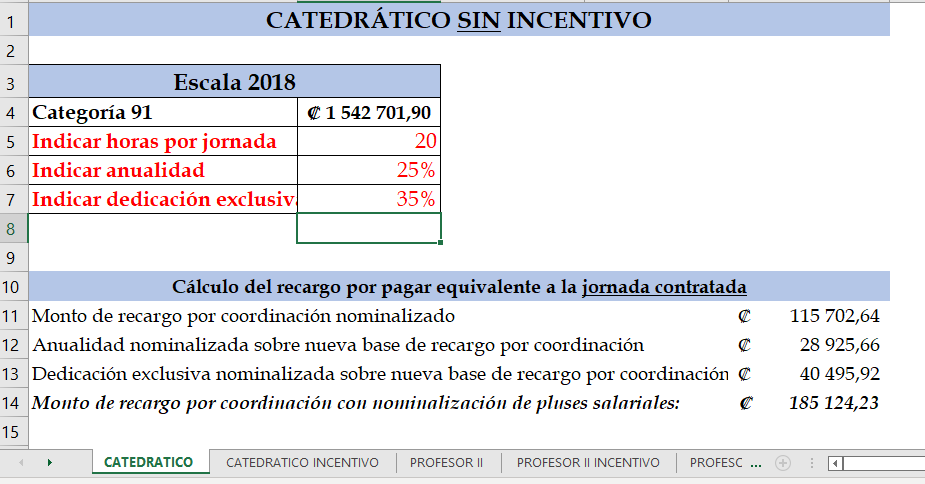 1 CATEDRÁTICO SIN INCENTIVO
2
3 Escala 2018
4 Categoría 91 ₡ 1 542 701,90
5 Indicar horas por jornada 20
6 Indicar anualidad 25%
7 Indicar dedicación exclusiv 35%
8
9
10 Cálculo del recargo por pagar equivalente a la jornada contratada
11 Monto de recargo por coordinación nominalizado ₡ 115 702,64
12 Anualidad nominalizada sobre nueva base de recargo por coordinación ₡ 28 925,66
13 Dedicación exclusiva nominalizada sobre nueva base de recargo por coordinación ₡ 40 495,92
14 Monto de recargo por coordinación con nominalización de pluses salariales: ₡ 185 124,23
15
CATEDRATICO CATEDRATICO INCENTIVO PROFESOR II PROFESOR II INCENTIVO PROFESC ...